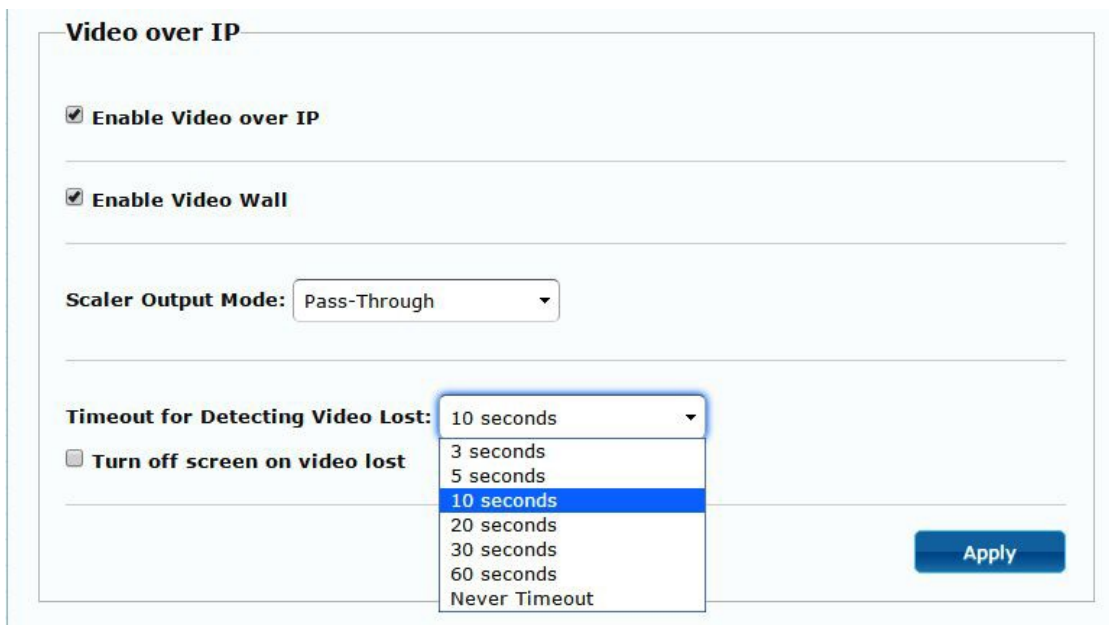 Video over IP
Enable Video over IP
Enable Video Wall
Scaler Output Mode: Pass-Through
Timeout for Detecting Video Lost: 10 seconds
Turn off screen on video lost
3 seconds
5 seconds
10 seconds
20 seconds
30 seconds
60 seconds
Never Timeout
Apply